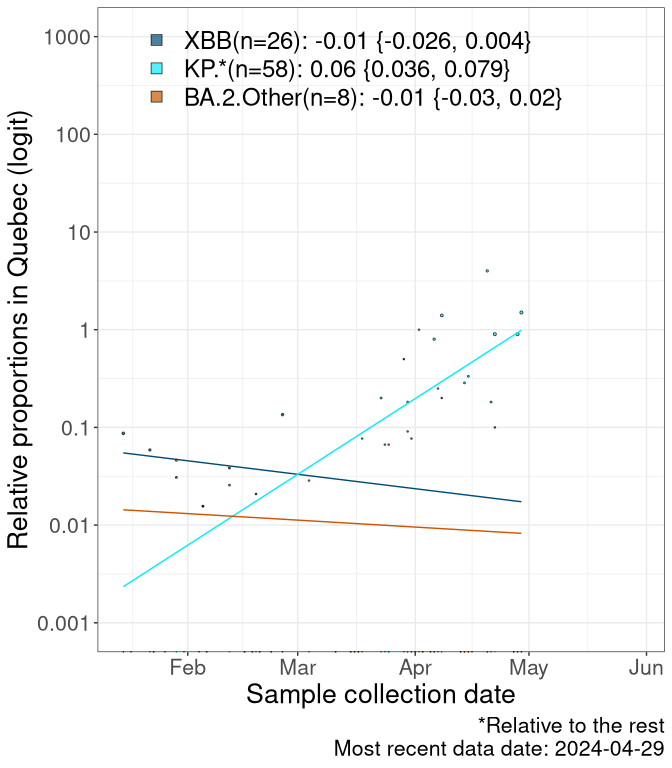 XBB(n=26): -0.01 {-0.026, 0.004}
KP.*(n=58): 0.06 {0.036, 0.079}
BA.2.Other(n=8): -0.01 {-0.03, 0.02}
Relative proportions in Quebec (logit)
1000
100
10
1
0.1
0.01
0.001
Feb Mar Apr May Jun
Sample collection date
*Relative to the rest
Most recent data date: 2024-04-29